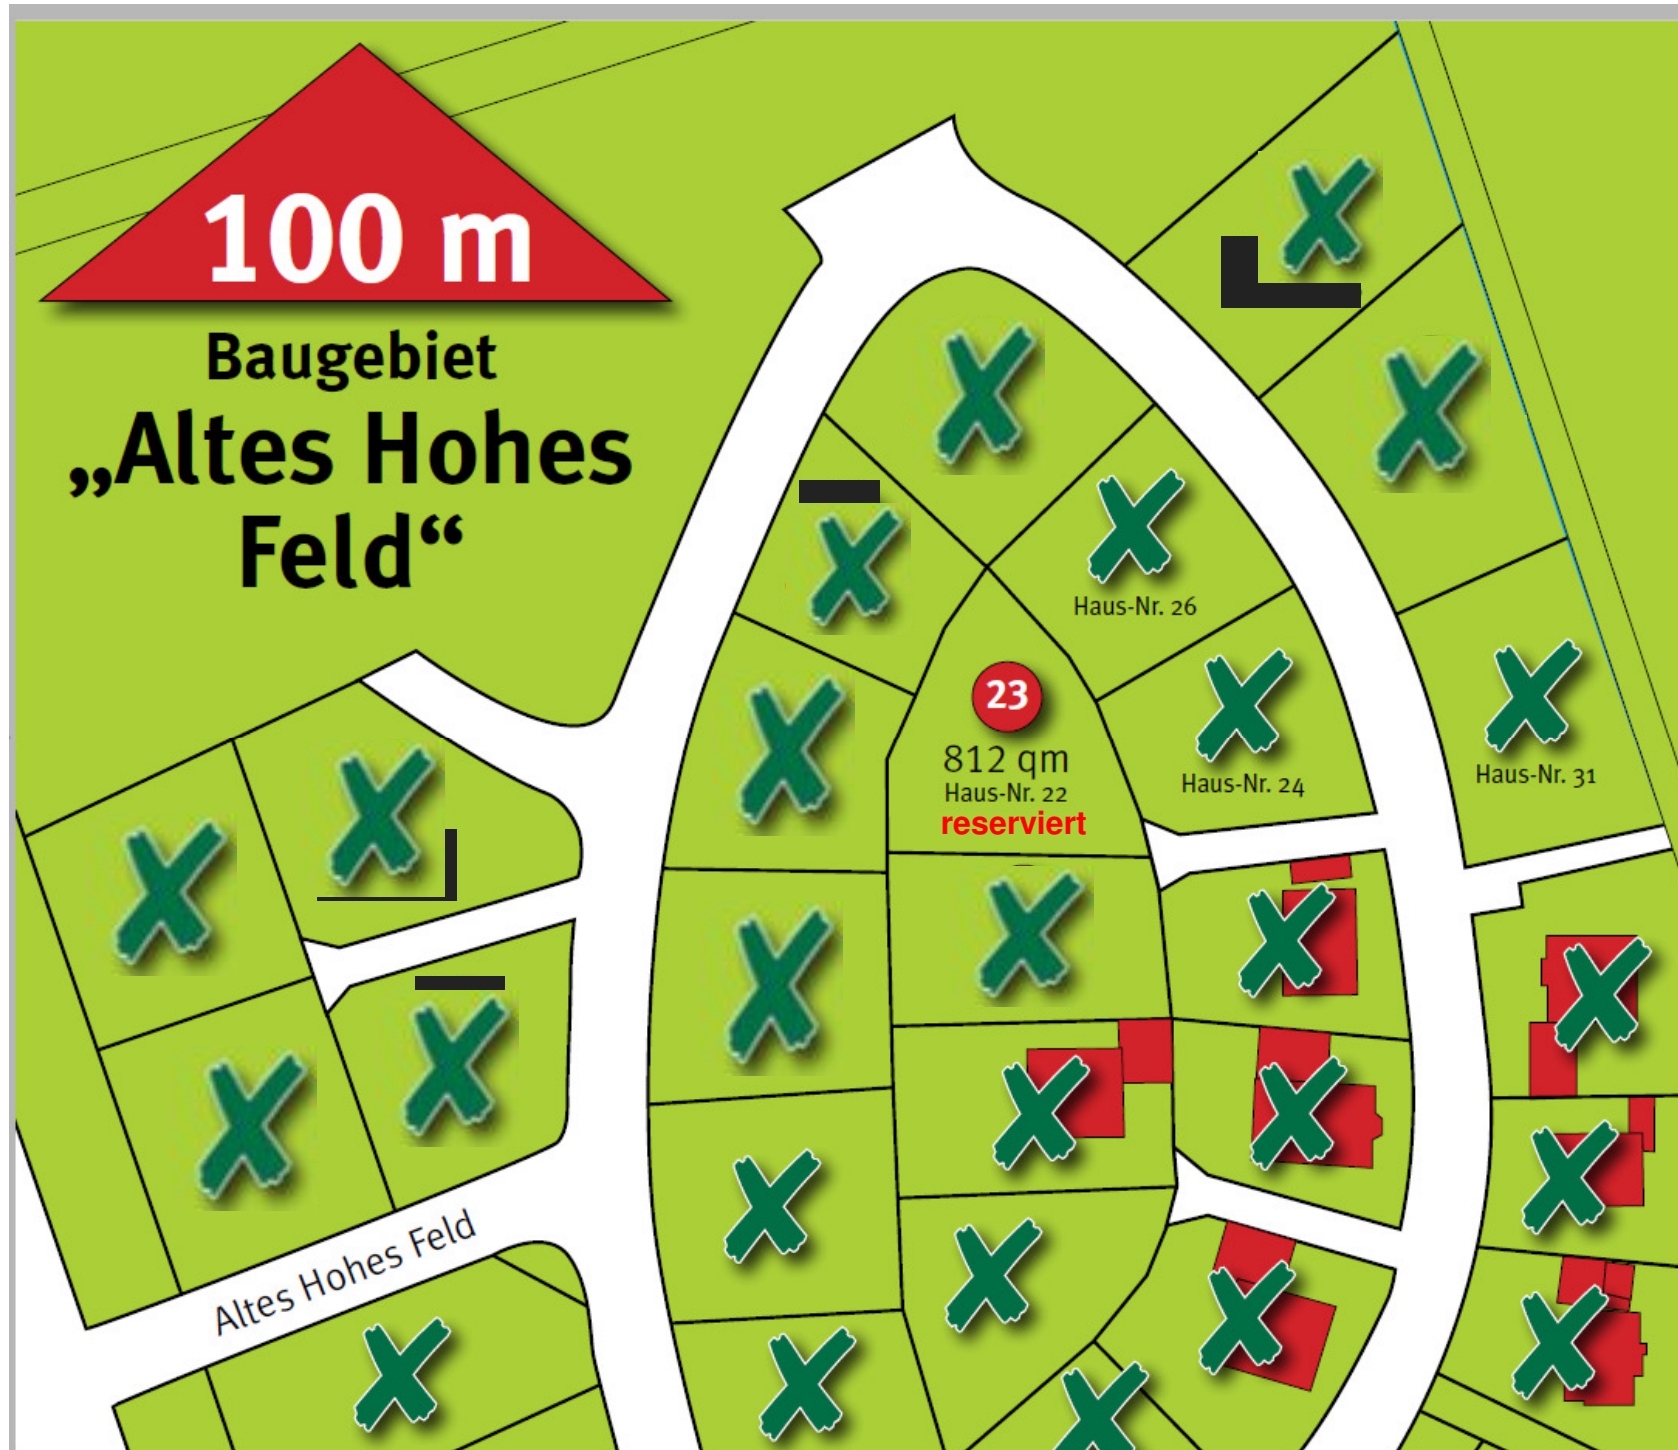 100 m
Baugebiet
„Altes Hohes
Feld“
Haus-Nr. 26
23
812 qm
Haus-Nr. 22
reserviert
Haus-Nr. 24
Haus-Nr. 31
Altes Hohes Feld